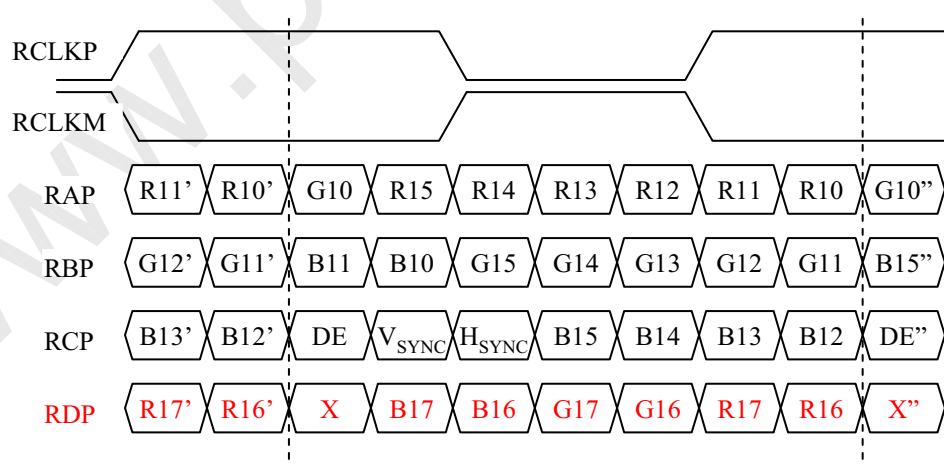 RCLKP
RCLKM
RAP R11’ R10’ G10 R15 R14 R13 R12 R11 R10 G10”
RBP G12’ G11’ B11 B10 G15 G14 G13 G12 G11 B15”
RCP B13’ B12’ DE VSYNC HSYNC B15 B14 B13 B12 DE”
RDP R17’ R16’ X B17 B16 G17 G16 R17 R16 X”